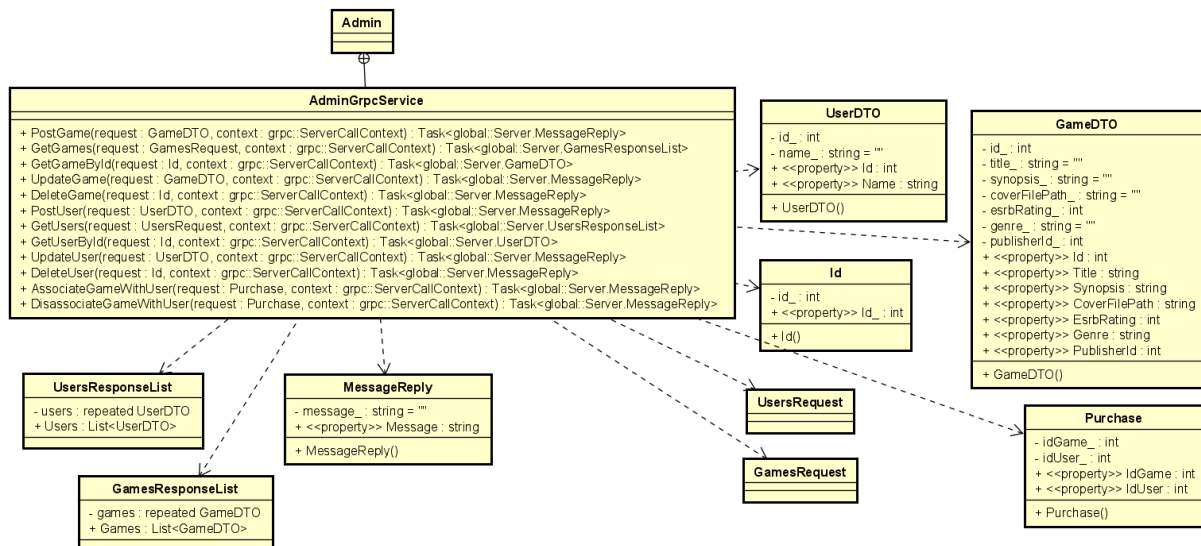 Admin
AdminGrpcService
+ PostGame(request : GameDTO, context : grpc::ServerCallContext) : Task<global::Server.MessageReply>
+ GetGames(request : GamesRequest, context : grpc::ServerCallContext) : Task<global::Server.GamesResponseList>
+ GetGameById(request : Id, context : grpc::ServerCallContext) : Task<global::Server.GameDTO>
+ UpdateGame(request : GameDTO, context : grpc::ServerCallContext) : Task<global::Server.MessageReply>
+ DeleteGame(request : Id, context : grpc::ServerCallContext) : Task<global::Server.MessageReply>
+ PostUser(request : UserDTO, context : grpc::ServerCallContext) : Task<global::Server.MessageReply>
+ GetUsers(request : UsersRequest, context : grpc::ServerCallContext) : Task<global::Server.UsersResponseList>
+ GetUserById(request : Id, context : grpc::ServerCallContext) : Task<global::Server.UserDTO>
+ UpdateUser(request : UserDTO, context : grpc::ServerCallContext) : Task<global::Server.MessageReply>
+ DeleteUser(request : Id, context : grpc::ServerCallContext) : Task<global::Server.MessageReply>
+ AssociateGameWithUser(request : Purchase, context : grpc::ServerCallContext) : Task<global::Server.MessageReply>
+ DisassociateGameWithUser(request : Purchase, context : grpc::ServerCallContext) : Task<global::Server.MessageReply>
UserDTO
- id_ : int
- name_ : string = ""
+ <<property>> Id : int
+ <<property>> Name : string
+ UserDTO()
GameDTO
- id_ : int
- title_ : string = ""
- synopsis_ : string = ""
- coverFilePath_ : string = ""
- esrbRating_ : int
- genre_ : string = ""
- publisherId_ : int
+ <<property>> Id : int
+ <<property>> Title : string
+ <<property>> Synopsis : string
+ <<property>> CoverFilePath : string
+ <<property>> EsrbRating : int
+ <<property>> Genre : string
+ <<property>> PublisherId : int
+ GameDTO()
Id
- id_ : int
+ <<property>> Id_ : int
+ Id()
UsersResponseList
- users : repeated UserDTO
+ Users : List<UserDTO>
MessageReply
- message_ : string = ""
+ <<property>> Message : string
+ MessageReply()
UsersRequest
GamesRequest
Purchase
- idGame_ : int
- idUser_ : int
+ <<property>> IdGame : int
+ <<property>> IdUser : int
+ Purchase()
GamesResponseList
- games : repeated GameDTO
+ Games : List<GameDTO>